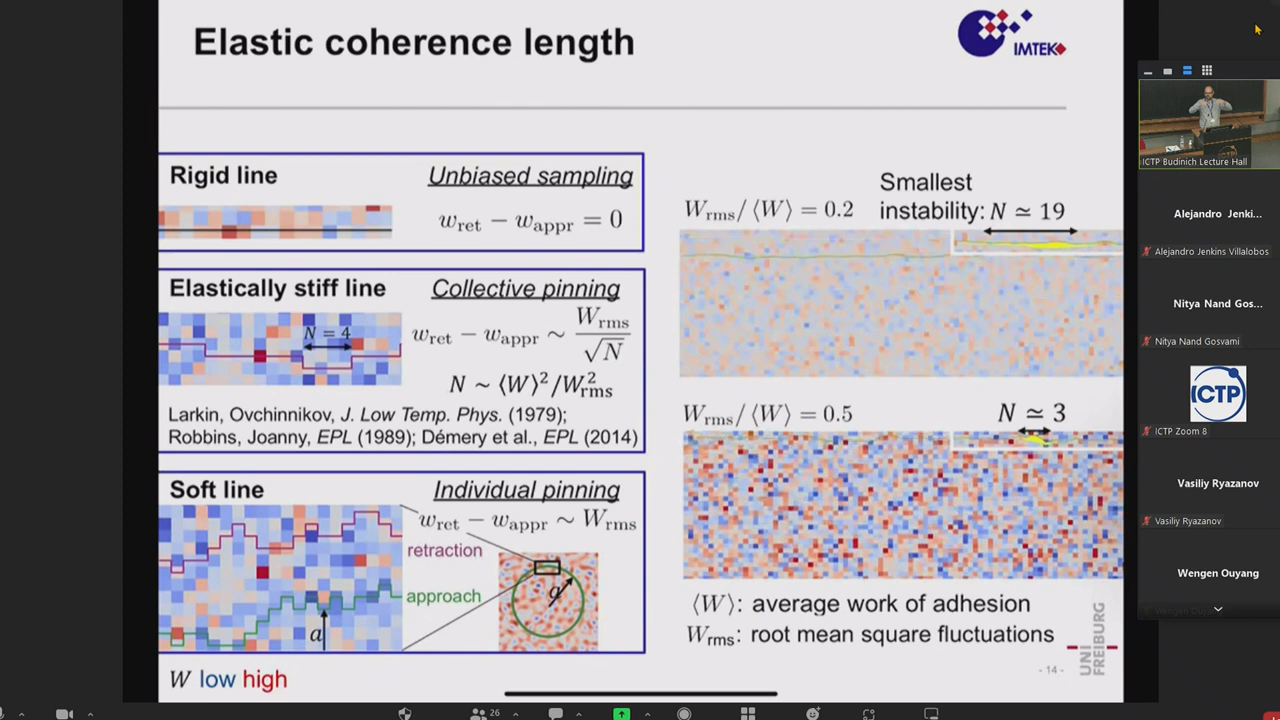 Elastic coherence length
IMTEK
Rigid line
Unbiased sampling
w_ret − w_appr = 0
Elastically stiff line
Collective pinning
N = 4
w_ret − w_appr ∼ W_rms / √N
N ∼ ⟨W⟩²/W²_rms
Larkin, Ovchinnikov, J. Low Temp. Phys. (1979);
Robbins, Joanny, EPL (1989); Démery et al., EPL (2014)
Soft line
Individual pinning
w_ret − w_appr ∼ W_rms
retraction
approach
a
a
W low high
Smallest
instability: N ≃ 19
W_rms/⟨W⟩ = 0.2
W_rms/⟨W⟩ = 0.5
N ≃ 3
⟨W⟩: average work of adhesion
W_rms: root mean square fluctuations
- 14 -
UNI
FREIBURG
ICTP
ICTP Budinich Lecture Hall
Alejandro Jenki...
Alejandro Jenkins Villalobos
Nitya Nand Gos...
Nitya Nand Gosvami
ICTP
ICTP Zoom 8
Vasiliy Ryazanov
Vasiliy Ryazanov
Wengen Ouyang
26